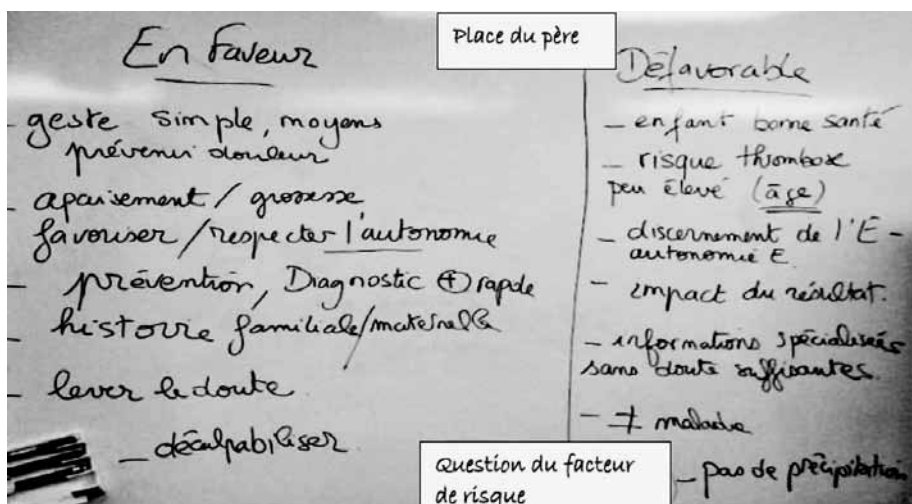 Place du père
En faveur
- geste simple, moyens
prévenir douleur
- apaisement / grossesse
favoriser / respecter l'autonomie
- prévention, Diagnostic ⊕ rapide
- histoire familiale/maternelle
- lever le doute
- déculpabiliser
Défavorable
- enfant bonne santé
- risque thrombose
peu élevé (âge)
- discernement de l'E -
autonomie E
- impact du résultat.
- informations spécialisées
sans doute suffisantes.
- ≠ maladie
- pas de précipitation
Question du facteur
de risque